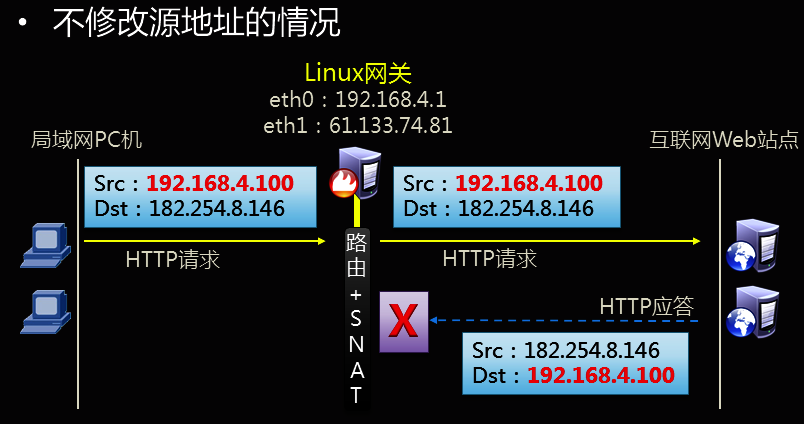 • 不修改源地址的情况
Linux网关
eth0：192.168.4.1
eth1：61.133.74.81
局域网PC机
互联网Web站点
Src：192.168.4.100
Dst：182.254.8.146
Src：192.168.4.100
Dst：182.254.8.146
HTTP请求
路由+SNAT
HTTP请求
HTTP应答
X
Src：182.254.8.146
Dst：192.168.4.100